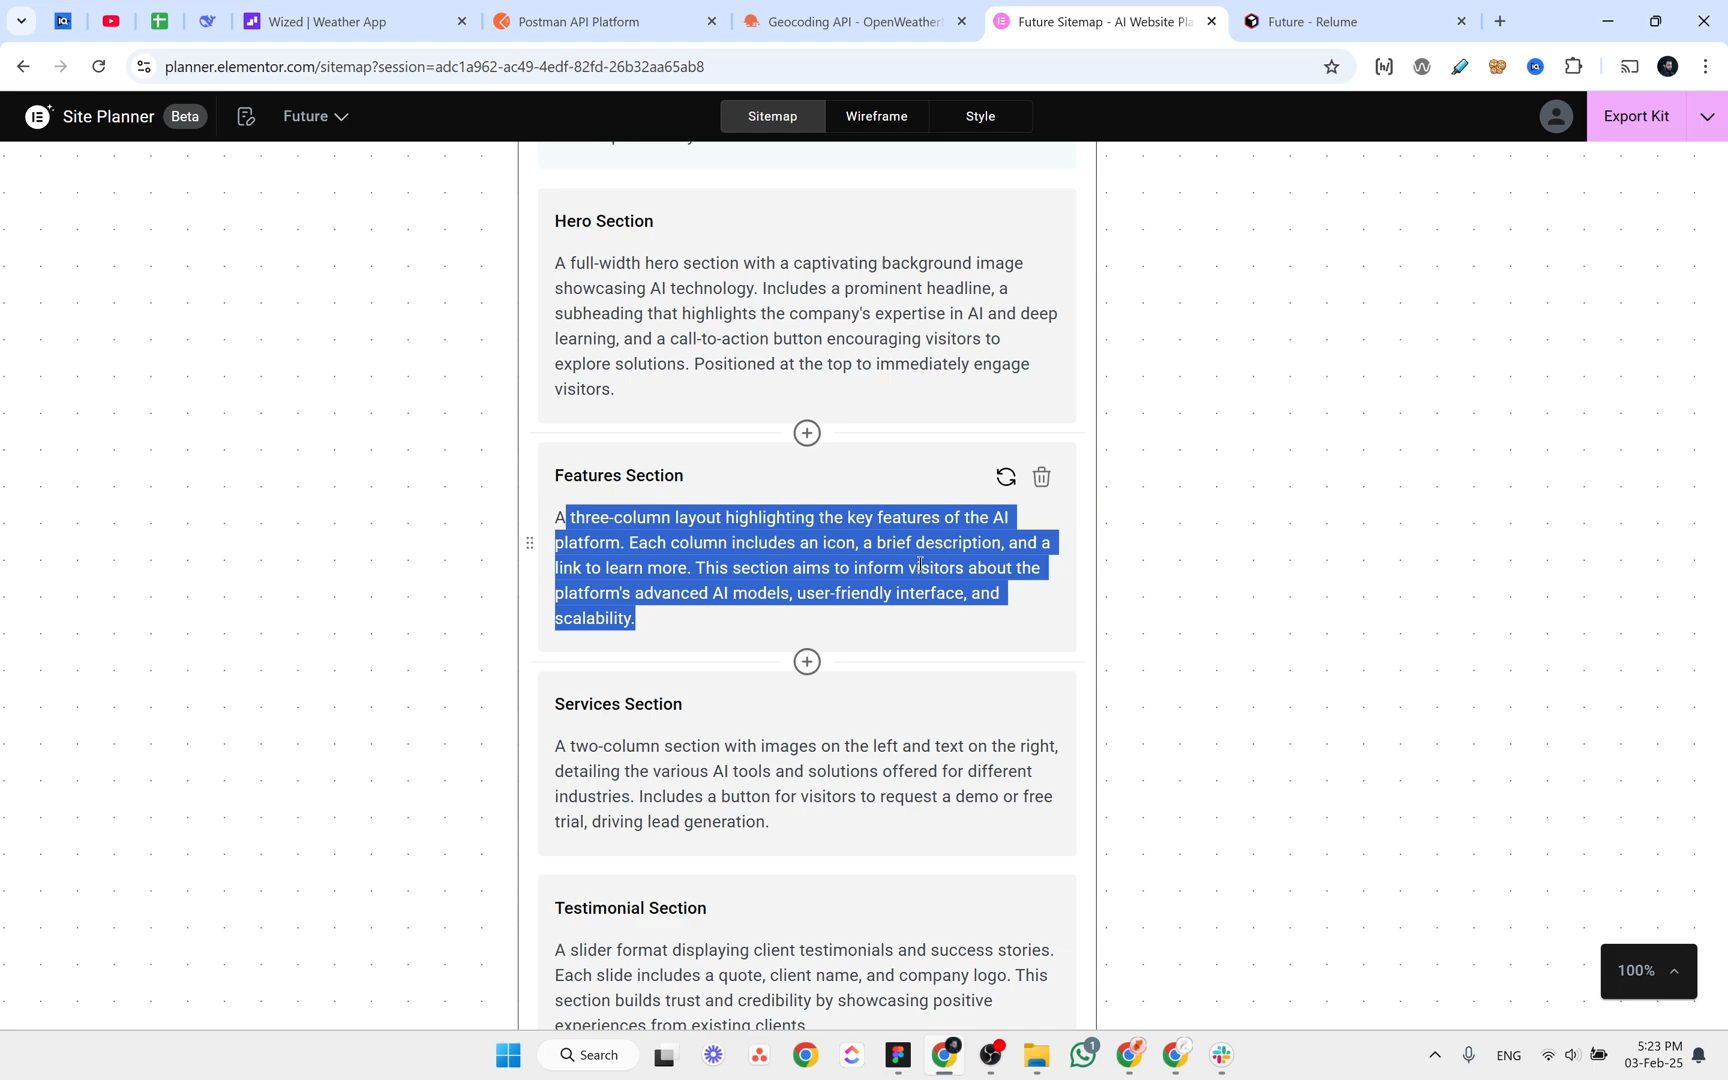 Wized | Weather App
Postman API Platform
Geocoding API - OpenWeather
Future Sitemap - AI Website Pla
Future - Relume
planner.elementor.com/sitemap?session=adc1a962-ac49-4edf-82fd-26b32aa65ab8
Site Planner
Beta
Future
Sitemap
Wireframe
Style
Export Kit
Hero Section
A full-width hero section with a captivating background image
showcasing AI technology. Includes a prominent headline, a
subheading that highlights the company's expertise in AI and deep
learning, and a call-to-action button encouraging visitors to
explore solutions. Positioned at the top to immediately engage
visitors.
Features Section
A three-column layout highlighting the key features of the AI
platform. Each column includes an icon, a brief description, and a
link to learn more. This section aims to inform visitors about the
platform's advanced AI models, user-friendly interface, and
scalability.
Services Section
A two-column section with images on the left and text on the right,
detailing the various AI tools and solutions offered for different
industries. Includes a button for visitors to request a demo or free
trial, driving lead generation.
Testimonial Section
A slider format displaying client testimonials and success stories.
Each slide includes a quote, client name, and company logo. This
section builds trust and credibility by showcasing positive
experiences from existing clients.
100%
Search
1
ENG
5:23 PM
03-Feb-25